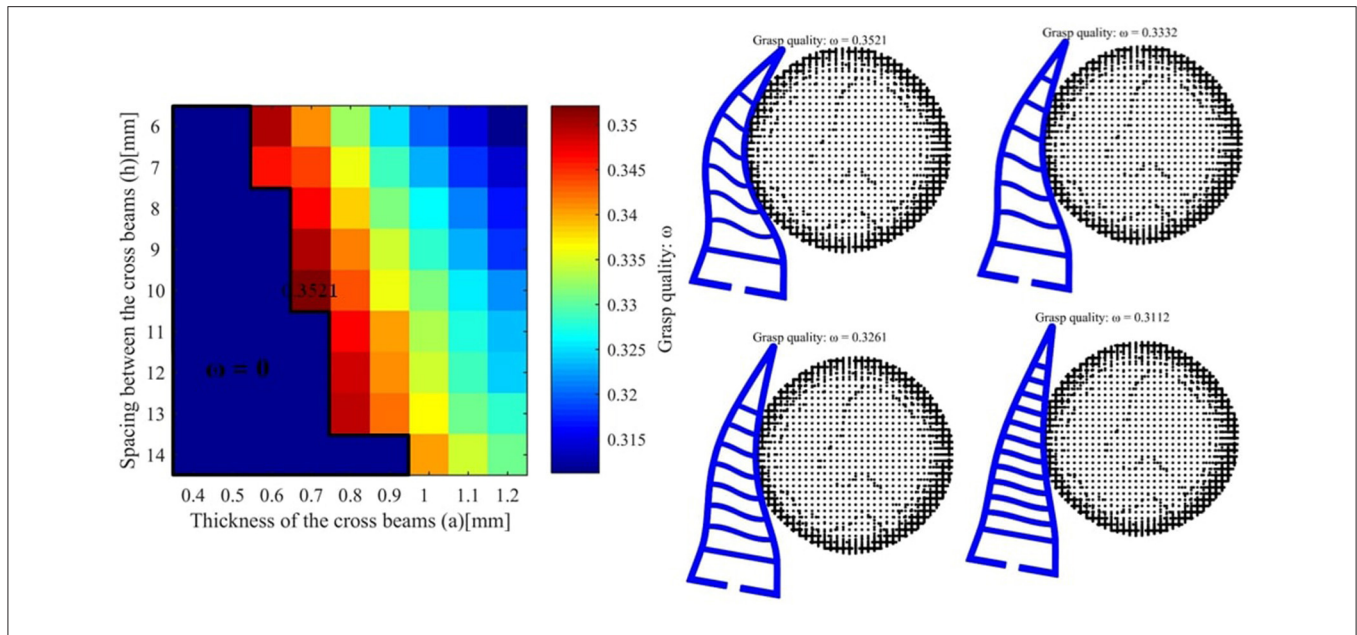 Spacing between the cross beams (h)[mm]
6
7
8
9
10
11
12
13
14
0.3521
ω = 0
0.4 0.5 0.6 0.7 0.8 0.9 1 1.1 1.2
Thickness of the cross beams (a)[mm]
0.35
0.345
0.34
0.335
0.33
0.325
0.32
0.315
Grasp quality: ω
Grasp quality: ω = 0.3521
Grasp quality: ω = 0.3332
Grasp quality: ω = 0.3261
Grasp quality: ω = 0.3112